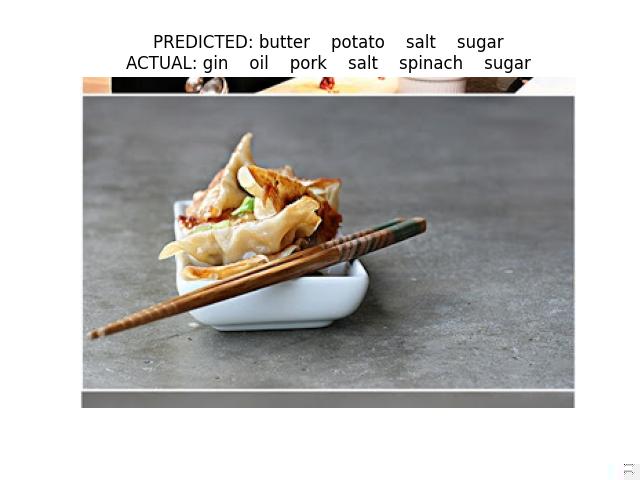 PREDICTED: butter potato salt sugar
ACTUAL: gin oil pork salt spinach sugar